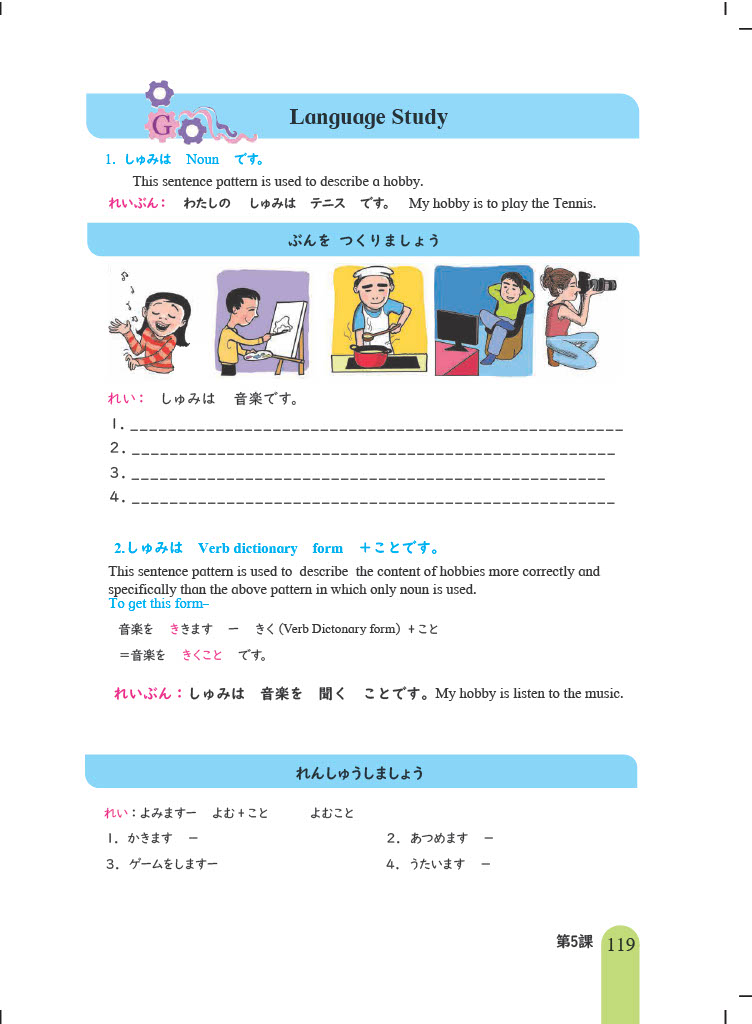 G
Language Study
1. しゅみは Noun です。
This sentence pattern is used to describe a hobby.
れいぶん： わたしの しゅみは テニス です。 My hobby is to play the Tennis.
ぶんを つくりましょう
れい： しゅみは 音楽です。
1. ____________________________________________________
2. ___________________________________________________
3. __________________________________________________
4. ___________________________________________________
2.しゅみは Verb dictionary form ＋ことです。
This sentence pattern is used to describe the content of hobbies more correctly and
specifically than the above pattern in which only noun is used.
To get this form–
音楽を ききます ー きく（Verb Dictonary form）+こと
＝音楽を きくこと です。
れいぶん：しゅみは 音楽を 聞く ことです。My hobby is listen to the music.
れんしゅうしましょう
れい：よみますー よむ+こと よむこと
1. かきます ー 2. あつめます ー
3. ゲームをしますー 4. うたいます ー
第5課 119